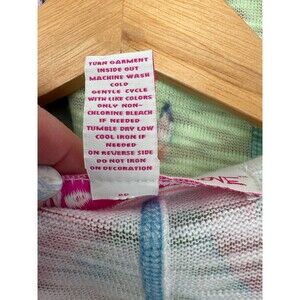 TURN GARMENT
INSIDE OUT
MACHINE WASH
COLD
GENTLE CYCLE
WITH LIKE COLORS
ONLY NON-
CHLORINE BLEACH
IF NEEDED
TUMBLE DRY LOW
COOL IRON IF
NEEDED
ON REVERSE SIDE
DO NOT IRON
ON DECORATION